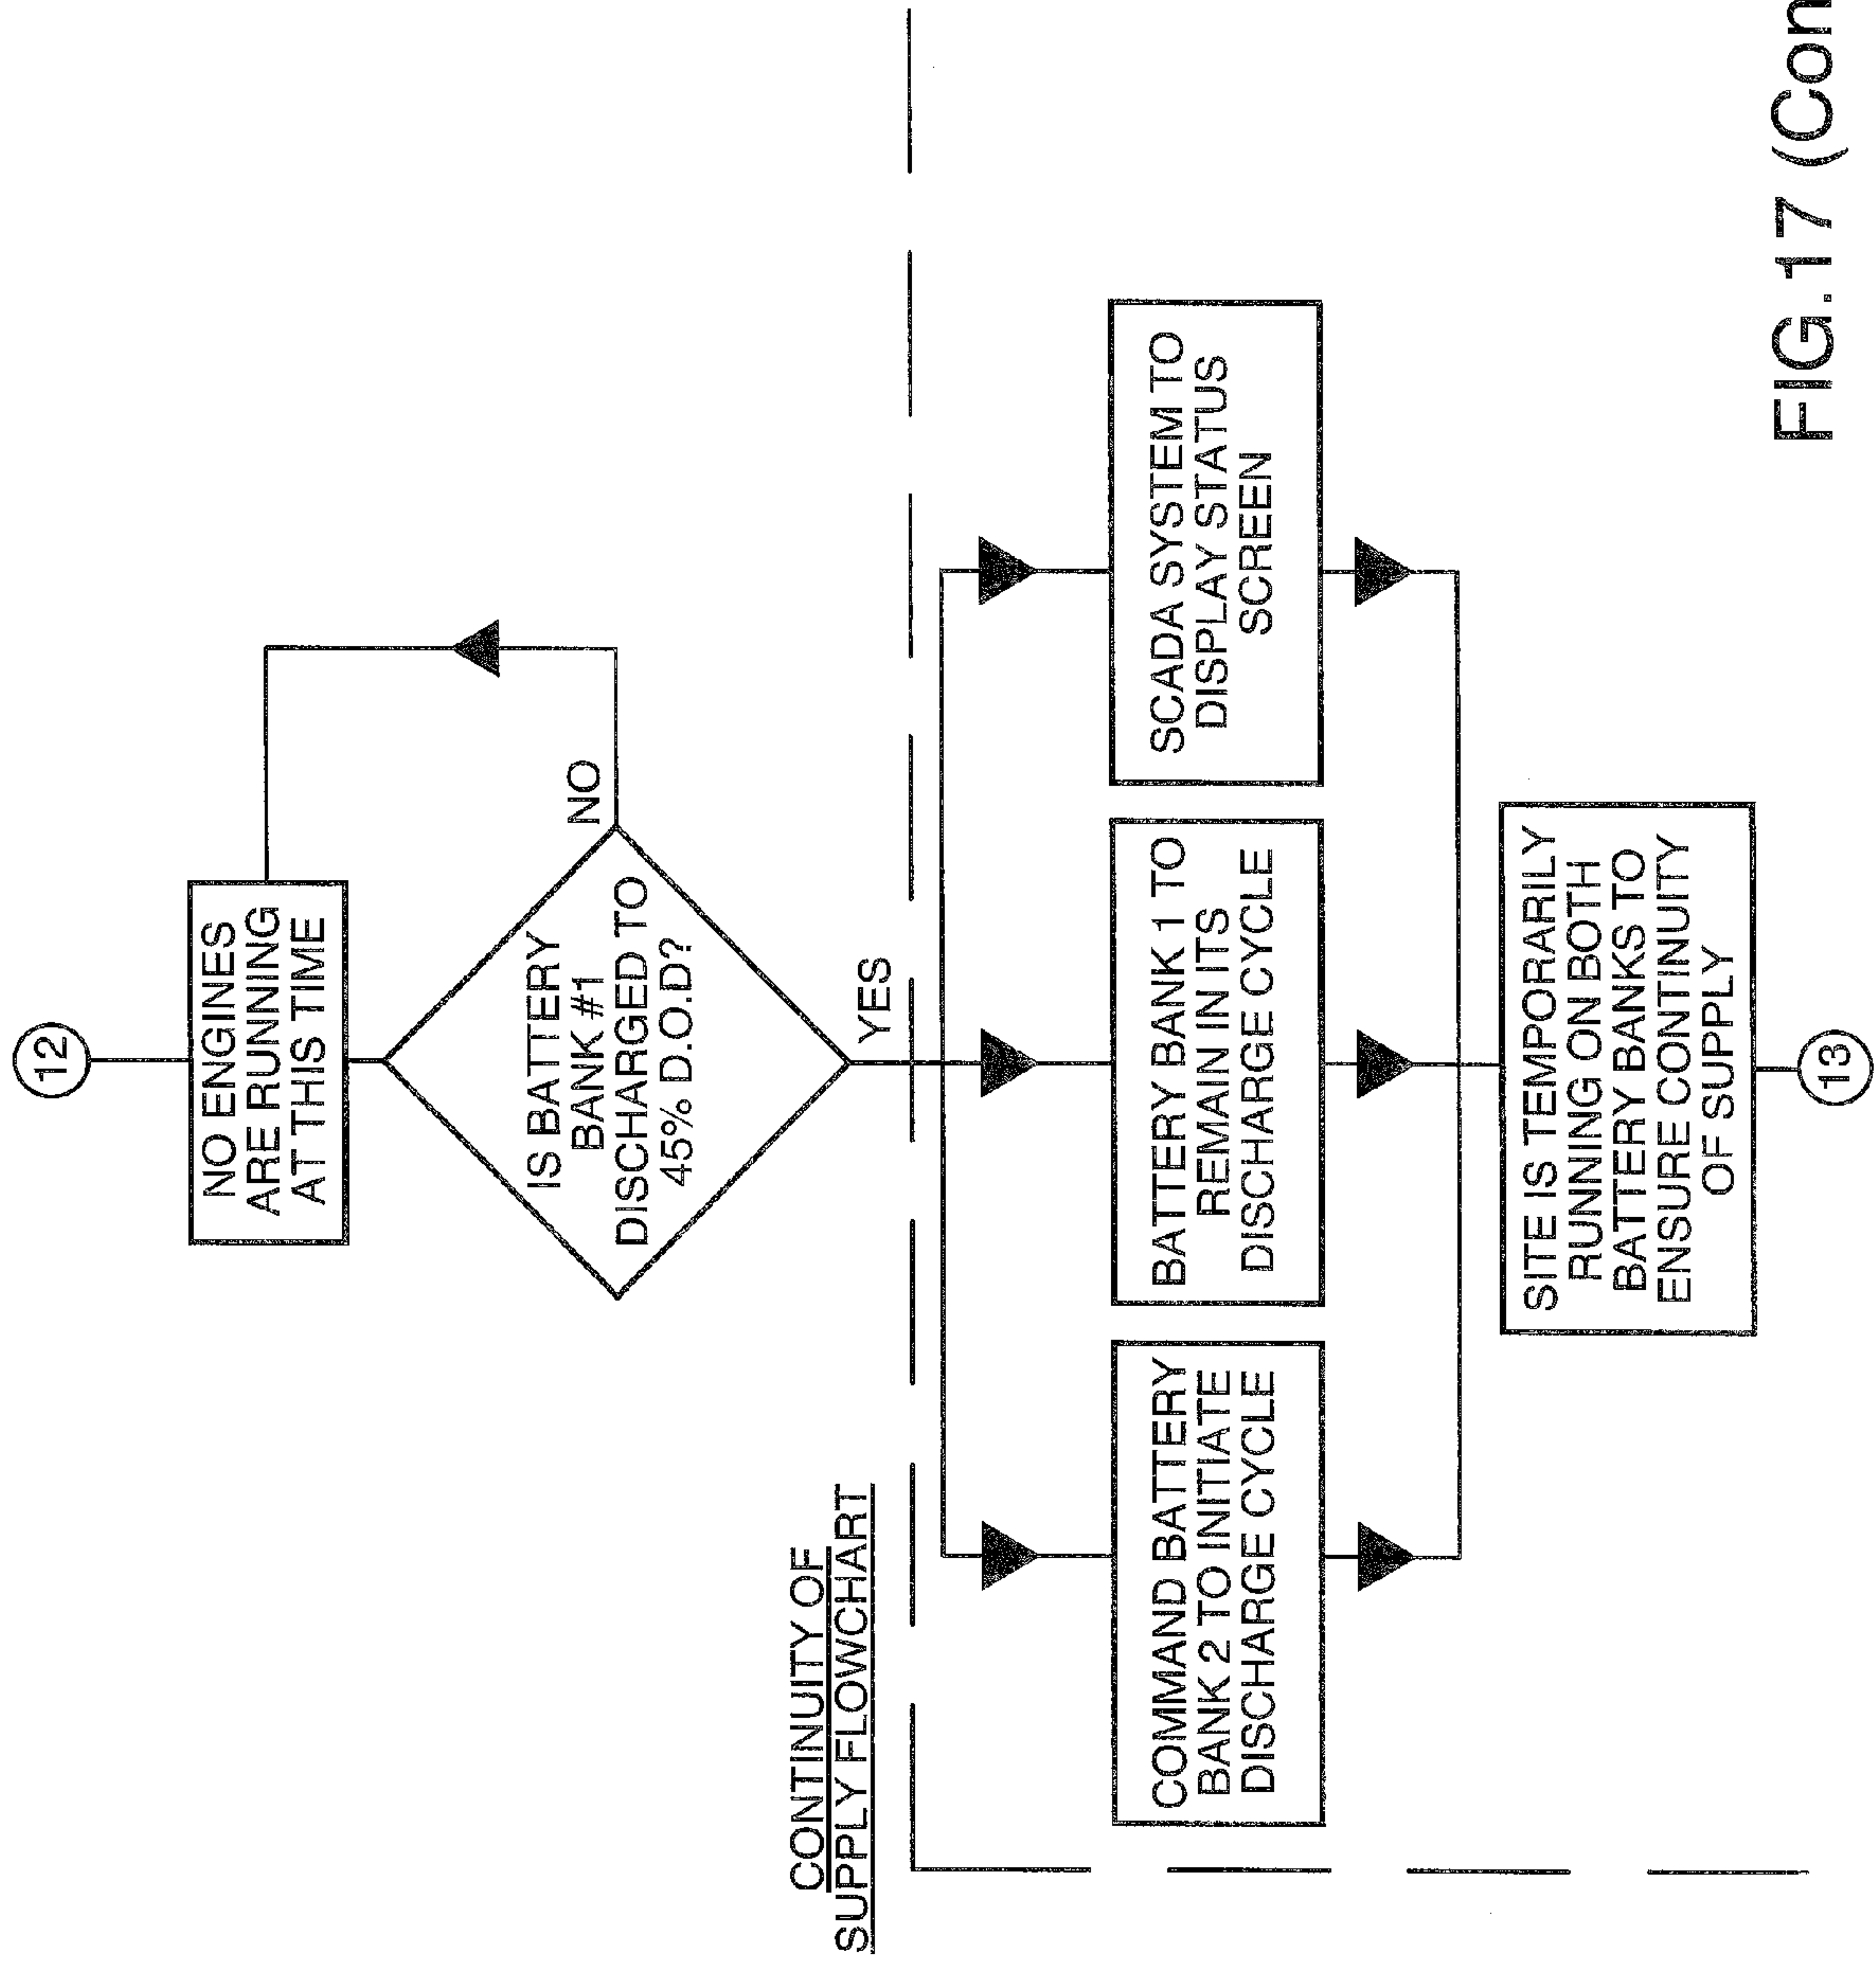 12
NO ENGINES
ARE RUNNING
AT THIS TIME
IS BATTERY
BANK #1
DISCHARGED TO
45% D.O.D?
NO
YES
CONTINUITY OF
SUPPLY FLOWCHART
COMMAND BATTERY
BANK 2 TO INITIATE
DISCHARGE CYCLE
BATTERY BANK 1 TO
REMAIN IN ITS
DISCHARGE CYCLE
SCADA SYSTEM TO
DISPLAY STATUS
SCREEN
SITE IS TEMPORARILY
RUNNING ON BOTH
BATTERY BANKS TO
ENSURE CONTINUITY
OF SUPPLY
13
FIG.17 (Con